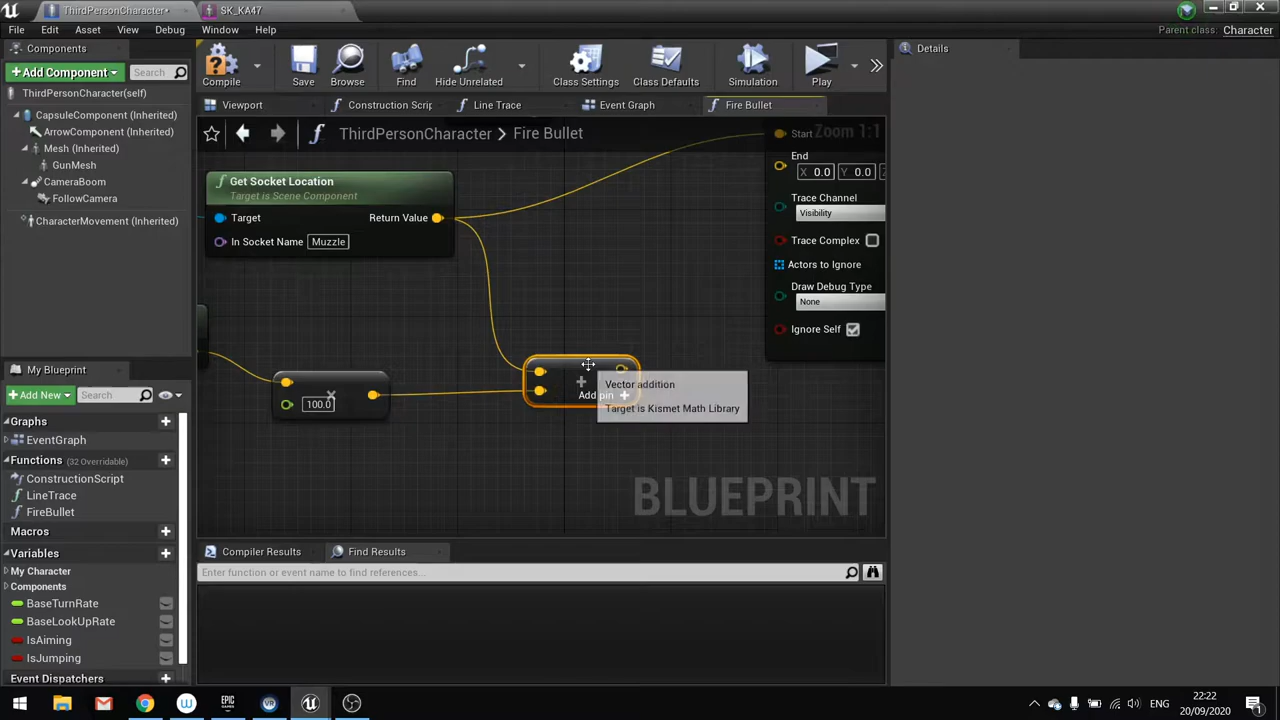 ThirdPersonCharacter*
SK_KA47
File Edit Asset View Debug Window Help
Parent class: Character
Components
Add Component
Search
ThirdPersonCharacter(self)
CapsuleComponent (Inherited)
ArrowComponent (Inherited)
Mesh (Inherited)
GunMesh
CameraBoom
FollowCamera
CharacterMovement (Inherited)
Compile Save Browse Find Hide Unrelated Class Settings Class Defaults Simulation Play
Viewport Construction Scrip Line Trace Event Graph Fire Bullet
ThirdPersonCharacter > Fire Bullet
Zoom 1:1
Get Socket Location
Target is Scene Component
Target Return Value
In Socket Name Muzzle
100.0
Add pin
Vector addition
Target is Kismet Math Library
Start
End
X 0.0 Y 0.0
Trace Channel
Visibility
Trace Complex
Actors to Ignore
Draw Debug Type
None
Ignore Self
BLUEPRINT
Details
My Blueprint
Add New Search
Graphs
EventGraph
Functions (32 Overridable)
ConstructionScript
LineTrace
FireBullet
Macros
Variables
My Character
Components
BaseTurnRate
BaseLookUpRate
IsAiming
IsJumping
Event Dispatchers
Compiler Results Find Results
Enter function or event name to find references...
ENG
22:22
20/09/2020